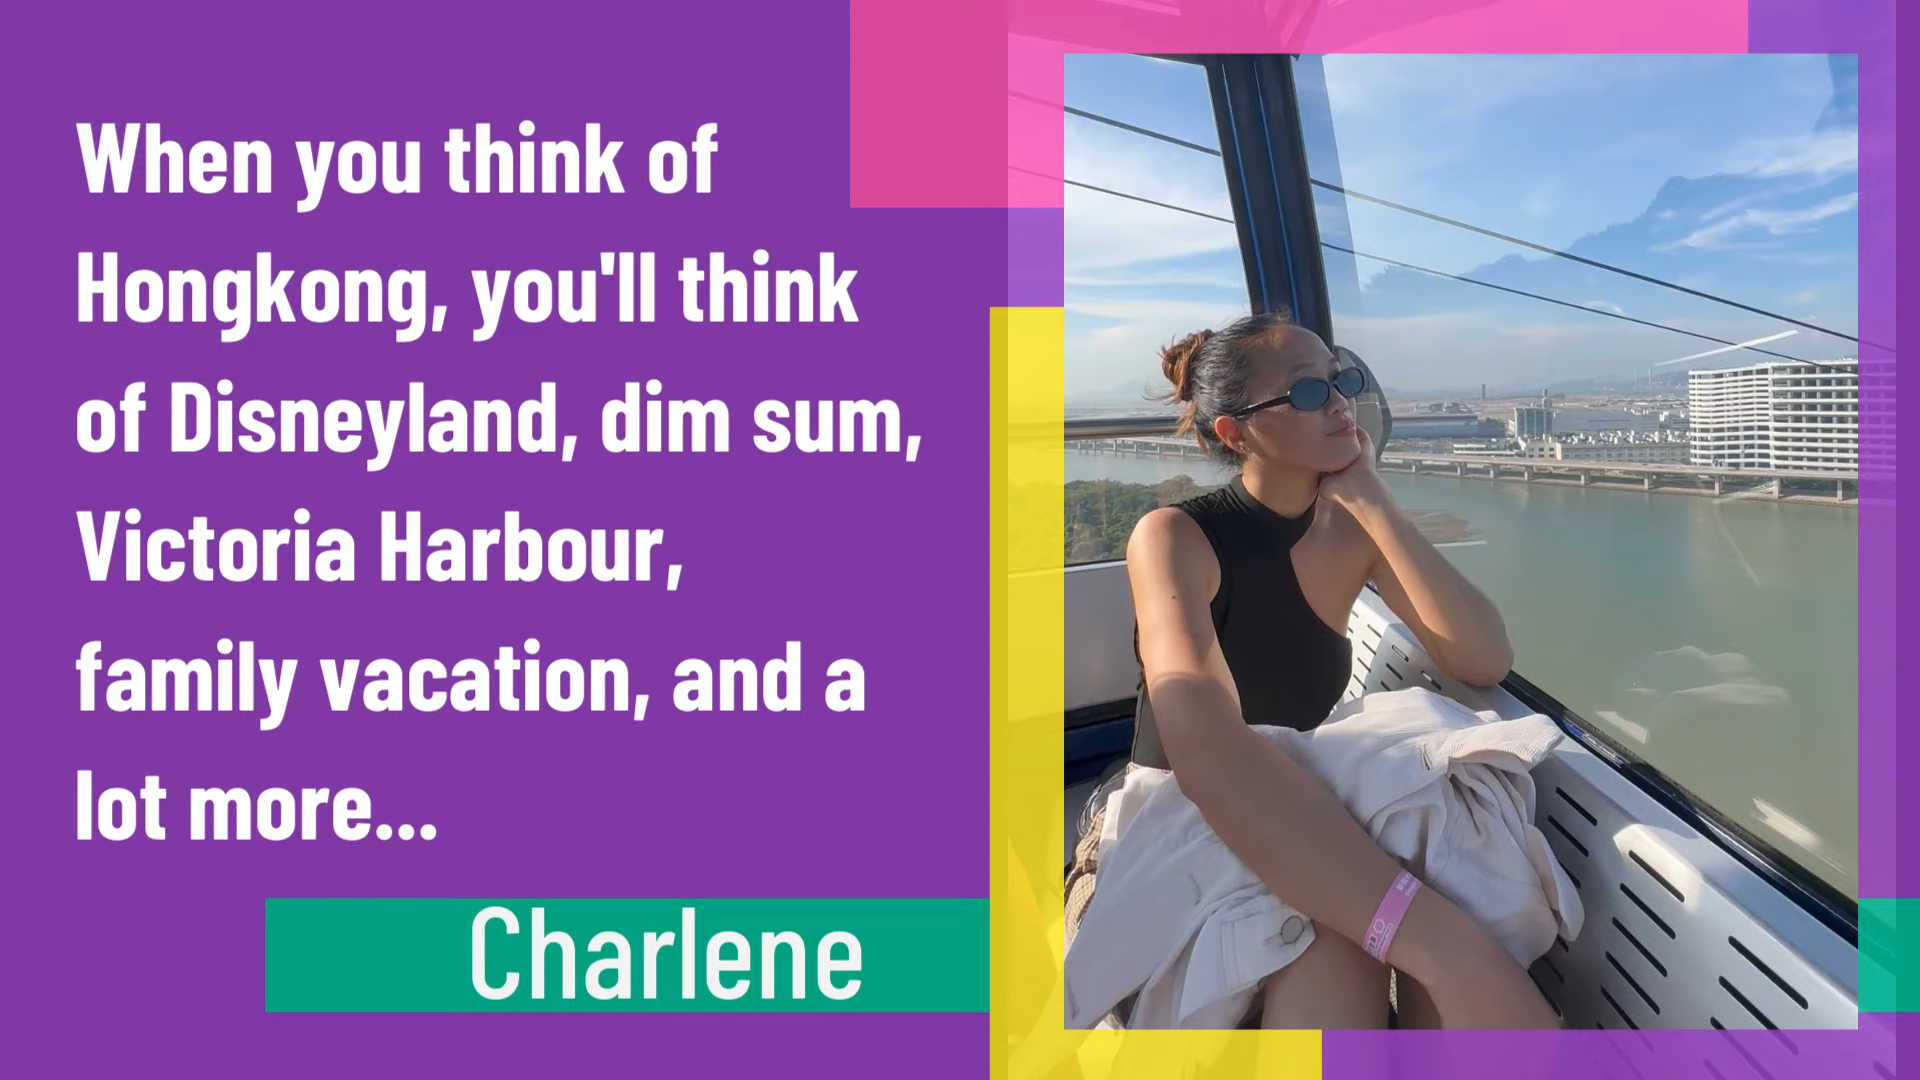 When you think of
Hongkong, you'll think
of Disneyland, dim sum,
Victoria Harbour,
family vacation, and a
lot more...
Charlene